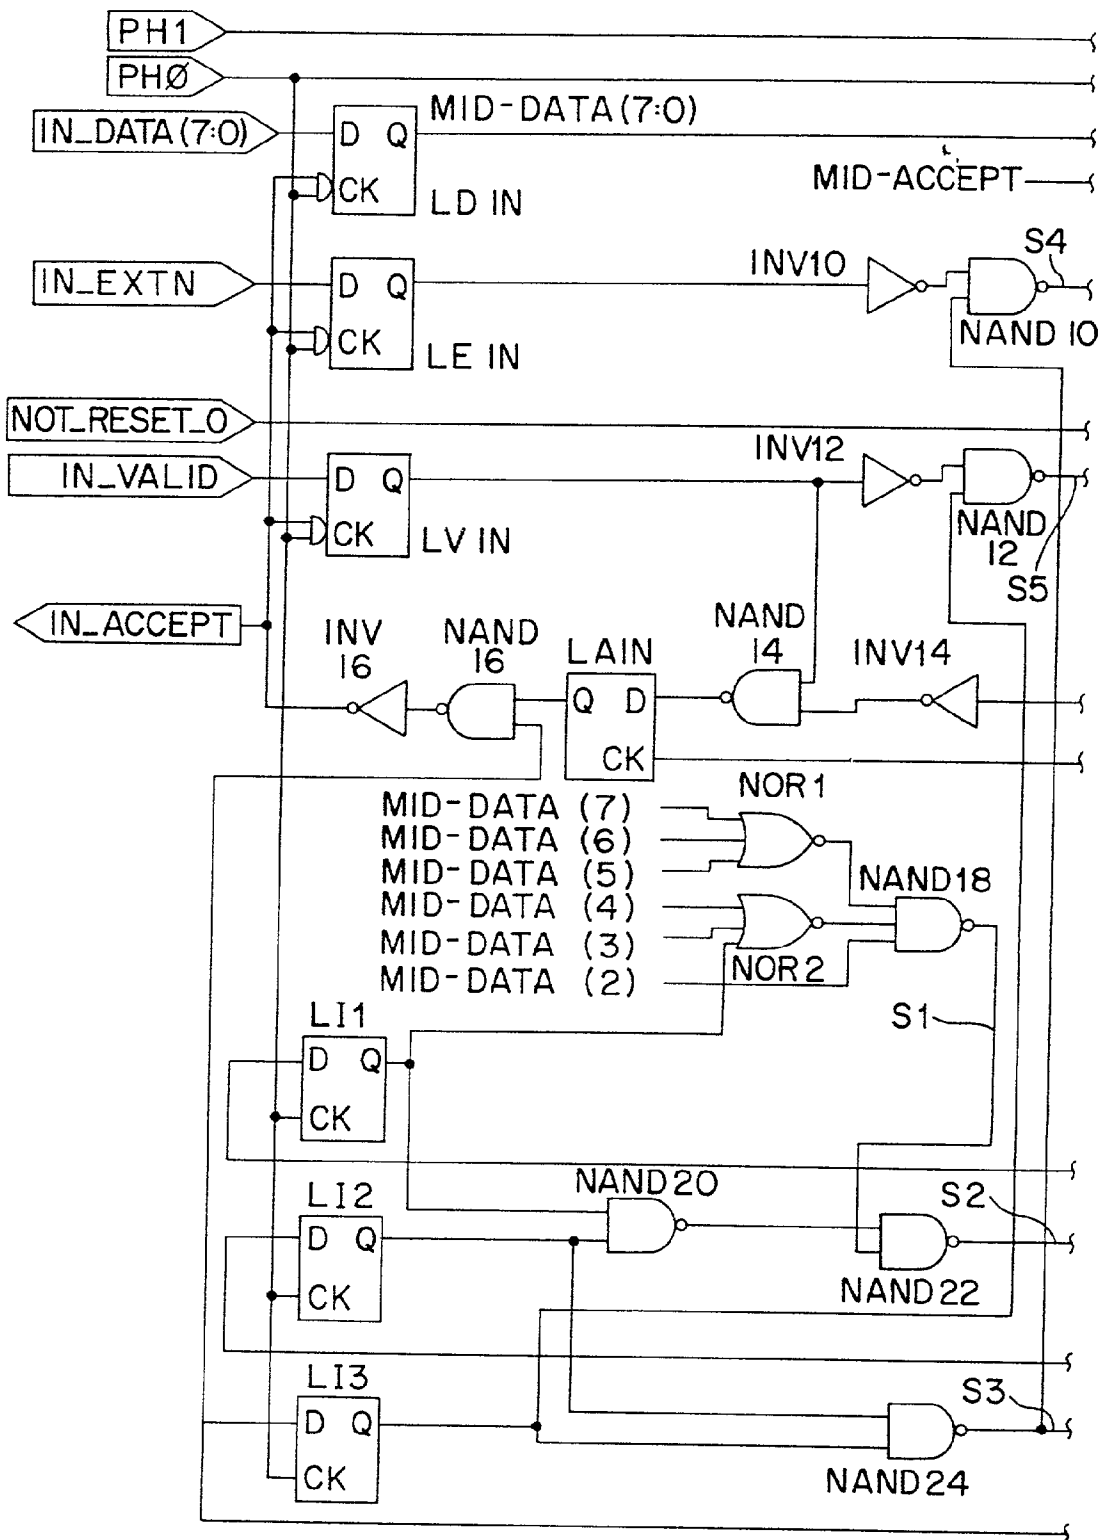 PH1
PHØ
IN_DATA(7:0)
D Q
CK
MID-DATA(7:0)
LD IN
MID-ACCEPT
IN_EXTN
D Q
CK
LE IN
INV10
NAND 10
S4
NOT_RESET_0
IN_VALID
D Q
CK
LV IN
INV12
NAND
12
S5
IN_ACCEPT
INV
16
NAND
16
LAIN
Q D
CK
NAND
14
INV14
MID-DATA (7)
MID-DATA (6)
MID-DATA (5)
MID-DATA (4)
MID-DATA (3)
MID-DATA (2)
NOR1
NOR2
NAND18
S1
LI1
D Q
CK
NAND20
LI2
D Q
CK
S2
NAND22
LI3
D Q
CK
S3
NAND24